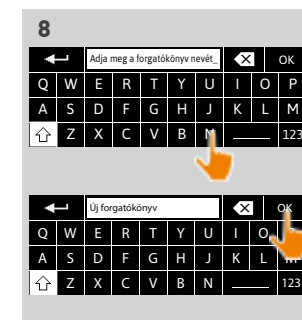 8
Adja meg a forgatókönyv nevét_ OK
Q W E R T Y U I O P
A S D F G H J K L M
Z X C V B N 123
Új forgatókönyv OK
Q W E R T Y U I O
A S D F G H J K L M
Z X C V B N 123